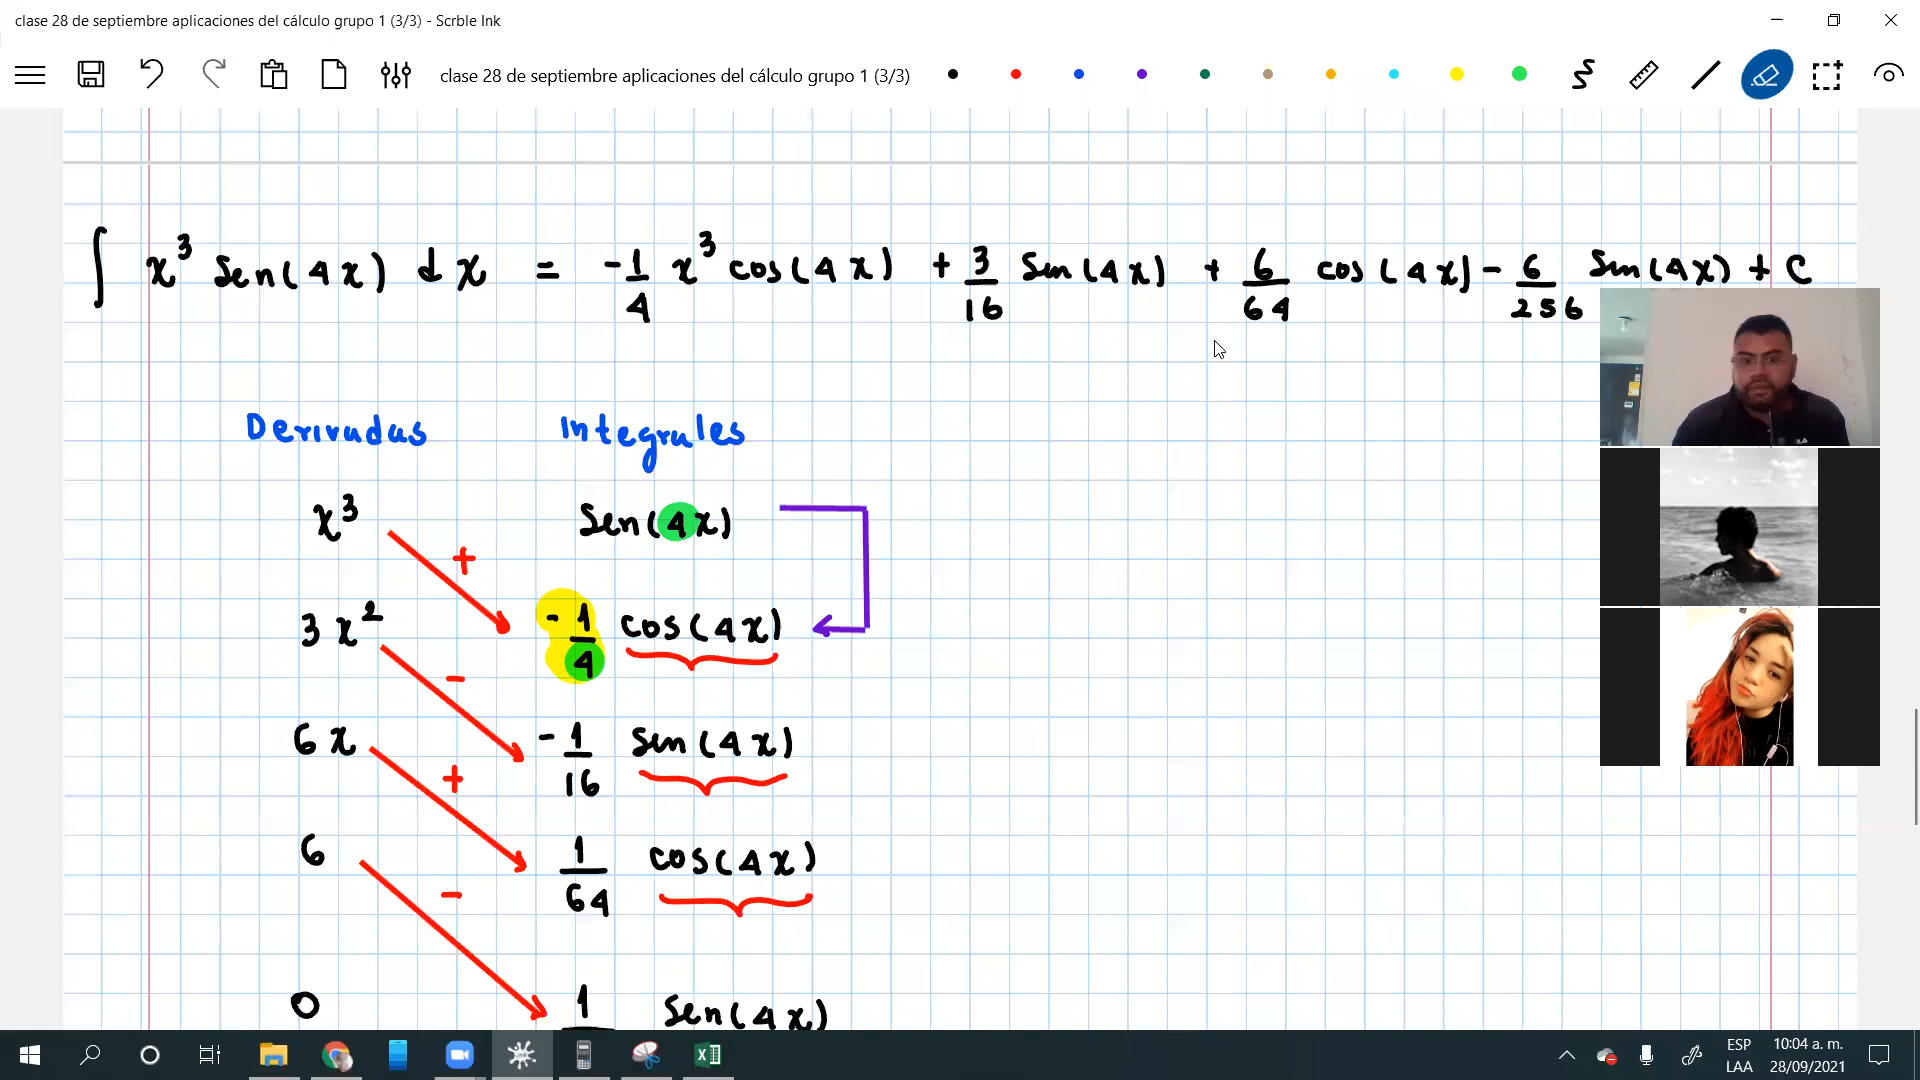 clase 28 de septiembre aplicaciones del cálculo grupo 1 (3/3) - Scrble Ink
clase 28 de septiembre aplicaciones del cálculo grupo 1 (3/3)
∫ x³ Sen(4x) dx = -1/4 x³ cos(4x) + 3/16 Sen(4x) + 6/64 cos(4x) - 6/256 Sen(4x) + C
Derivadas Integrales
x³ Sen(4x)
+
3x² -1/4 cos(4x)
-
6x -1/16 Sen(4x)
+
6 1/64 cos(4x)
-
0 1 Sen(4x)
ESP 10:04 a. m.
LAA 28/09/2021